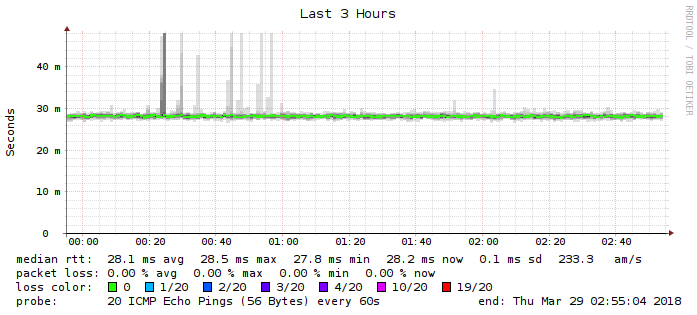 Last 3 Hours
RRDTOOL / TOBI OETIKER
Seconds
40 m
30 m
20 m
10 m
0
00:00 00:20 00:40 01:00 01:20 01:40 02:00 02:20 02:40
median rtt: 28.1 ms avg 28.5 ms max 27.8 ms min 28.2 ms now 0.1 ms sd 233.3 am/s
packet loss: 0.00 % avg 0.00 % max 0.00 % min 0.00 % now
loss color: 0 1/20 2/20 3/20 4/20 10/20 19/20
probe: 20 ICMP Echo Pings (56 Bytes) every 60s end: Thu Mar 29 02:55:04 2018